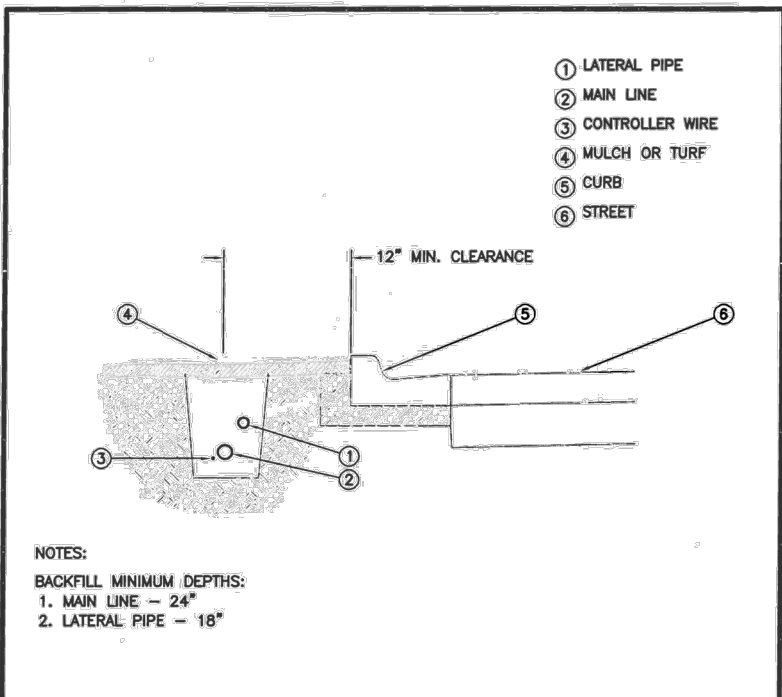 ① LATERAL PIPE
② MAIN LINE
③ CONTROLLER WIRE
④ MULCH OR TURF
⑤ CURB
⑥ STREET
12" MIN. CLEARANCE
④
⑤
⑥
①
③
②
NOTES:
BACKFILL MINIMUM DEPTHS:
1. MAIN LINE – 24"
2. LATERAL PIPE – 18"